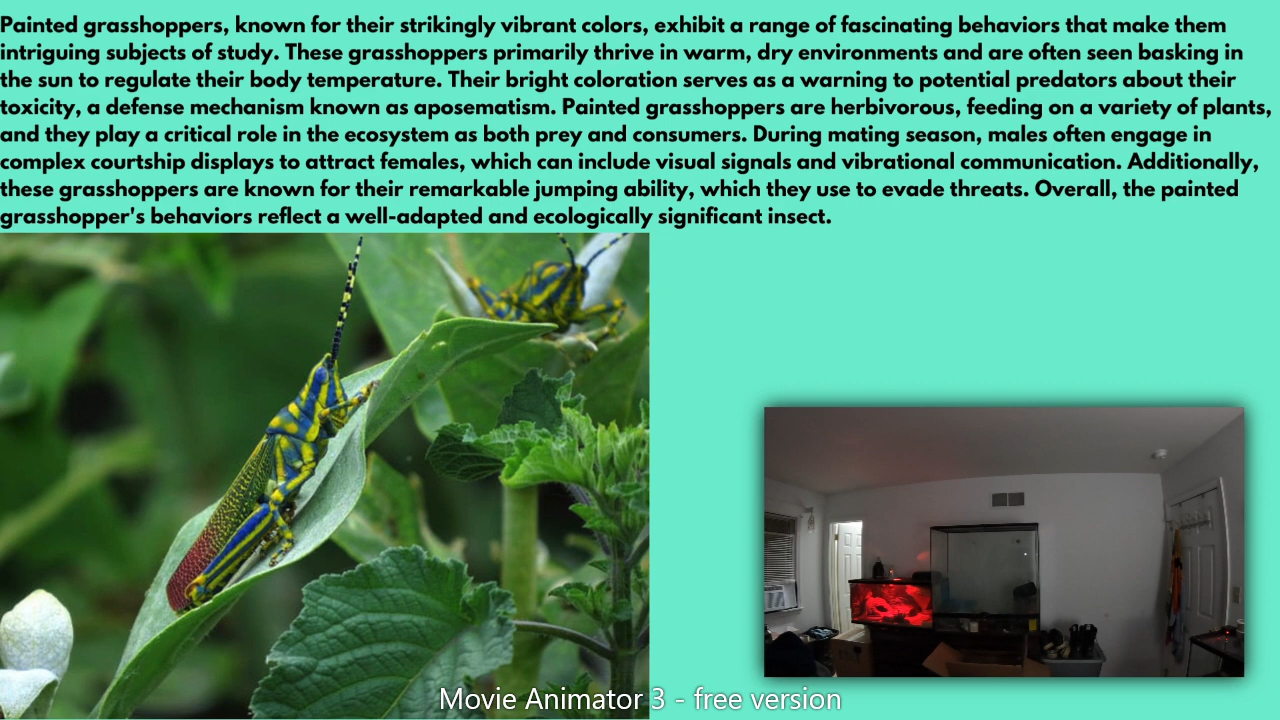 Painted grasshoppers, known for their strikingly vibrant colors, exhibit a range of fascinating behaviors that make them
intriguing subjects of study. These grasshoppers primarily thrive in warm, dry environments and are often seen basking in
the sun to regulate their body temperature. Their bright coloration serves as a warning to potential predators about their
toxicity, a defense mechanism known as aposematism. Painted grasshoppers are herbivorous, feeding on a variety of plants,
and they play a critical role in the ecosystem as both prey and consumers. During mating season, males often engage in
complex courtship displays to attract females, which can include visual signals and vibrational communication. Additionally,
these grasshoppers are known for their remarkable jumping ability, which they use to evade threats. Overall, the painted
grasshopper's behaviors reflect a well-adapted and ecologically significant insect.
Movie Animator 3 - free version